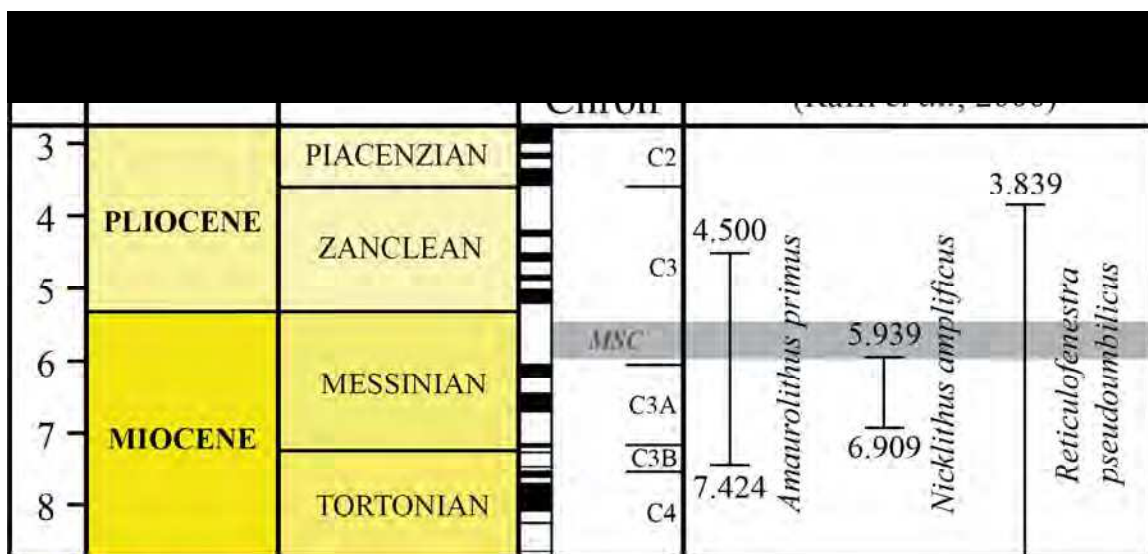 3
4
5
6
7
8
PLIOCENE
MIOCENE
PIACENZIAN
ZANCLEAN
MESSINIAN
TORTONIAN
C2
C3
MSC
C3A
C3B
C4
4.500
7.424
Amaurolithus primus
5.939
6.909
Nicklithus amplificus
3.839
Reticulofenestra
pseudoumbilicus